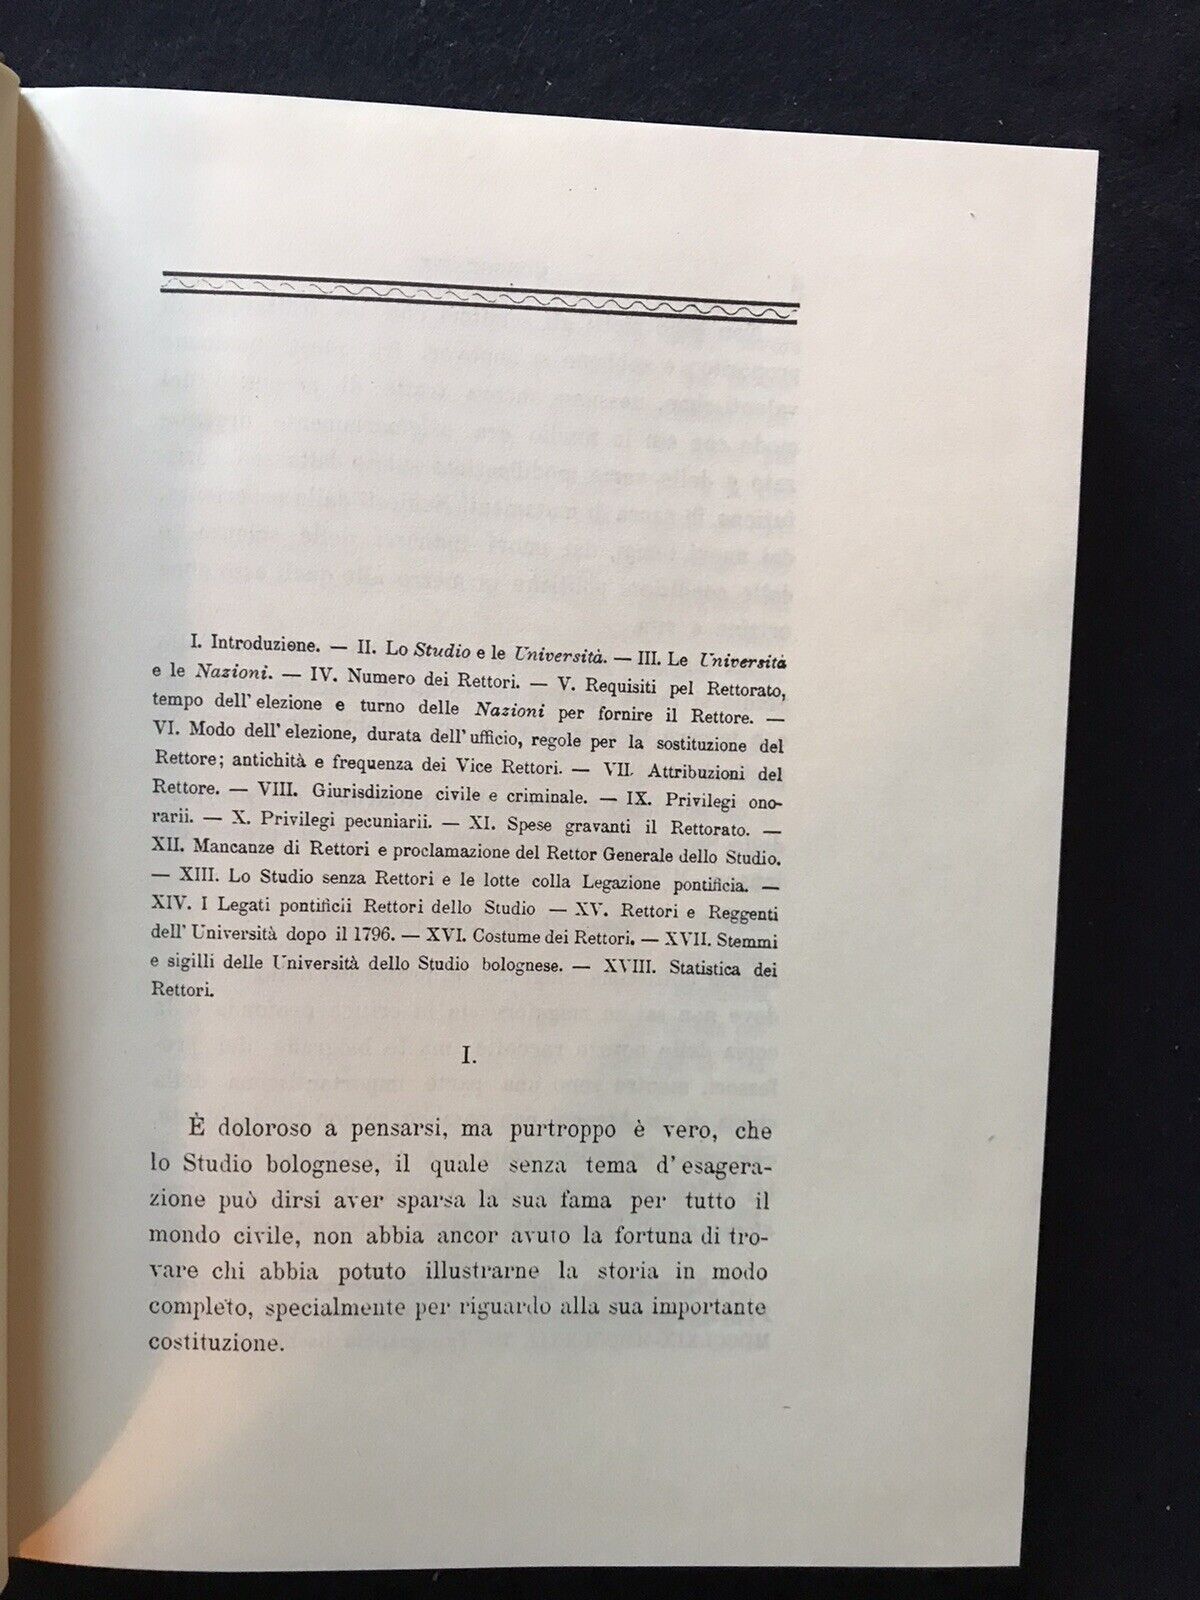 I. Introduzione. — II. Lo Studio e le Università. — III. Le Università
e le Nazioni. — IV. Numero dei Rettori. — V. Requisiti pel Rettorato,
tempo dell' elezione e turno delle Nazioni per fornire il Rettore. —
VI. Modo dell' elezione, durata dell' ufficio, regole per la sostituzione del
Rettore; antichità e frequenza dei Vice Rettori. — VII. Attribuzioni del
Rettore. — VIII. Giurisdizione civile e criminale. — IX. Privilegi ono-
rarii. — X. Privilegi pecuniarii. — XI. Spese gravanti il Rettorato. —
XII. Mancanze di Rettori e proclamazione del Rettor Generale dello Studio.
— XIII. Lo Studio senza Rettori e le lotte colla Legazione pontificia. —
XIV. I Legati pontificii Rettori dello Studio — XV. Rettori e Reggenti
dell' Università dopo il 1796. — XVI. Costume dei Rettori. — XVII. Stemmi
e sigilli delle Università dello Studio bolognese. — XVIII. Statistica dei
Rettori.
I.
È doloroso a pensarsi, ma purtroppo è vero, che
lo Studio bolognese, il quale senza tema d' esagera-
zione può dirsi aver sparsa la sua fama per tutto il
mondo civile, non abbia ancor avuto la fortuna di tro-
vare chi abbia potuto illustrarne la storia in modo
completo, specialmente per riguardo alla sua importante
costituzione.